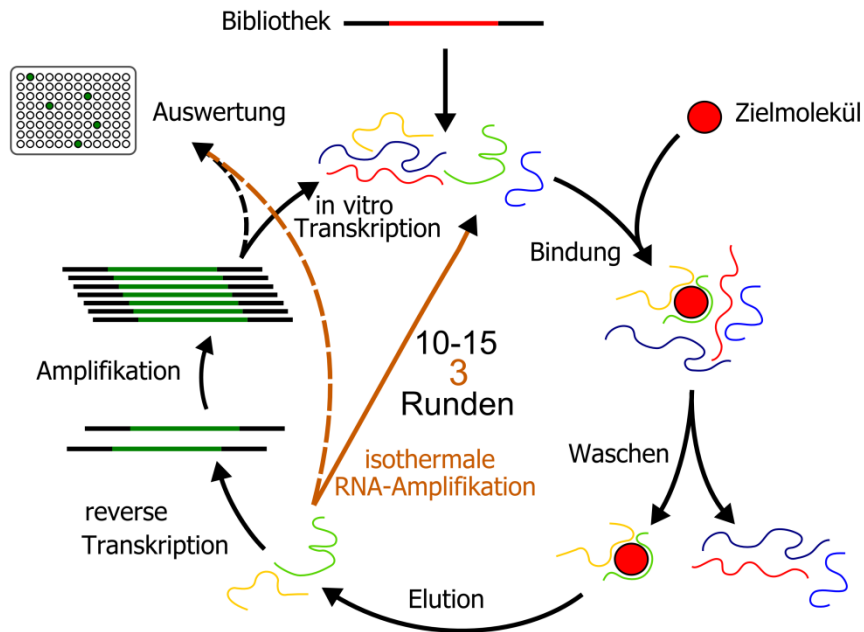 Bibliothek
Auswertung
Zielmolekül
in vitro
Transkription
Bindung
10-15
3
Runden
Amplifikation
isothermale
RNA-Amplifikation
Waschen
reverse
Transkription
Elution